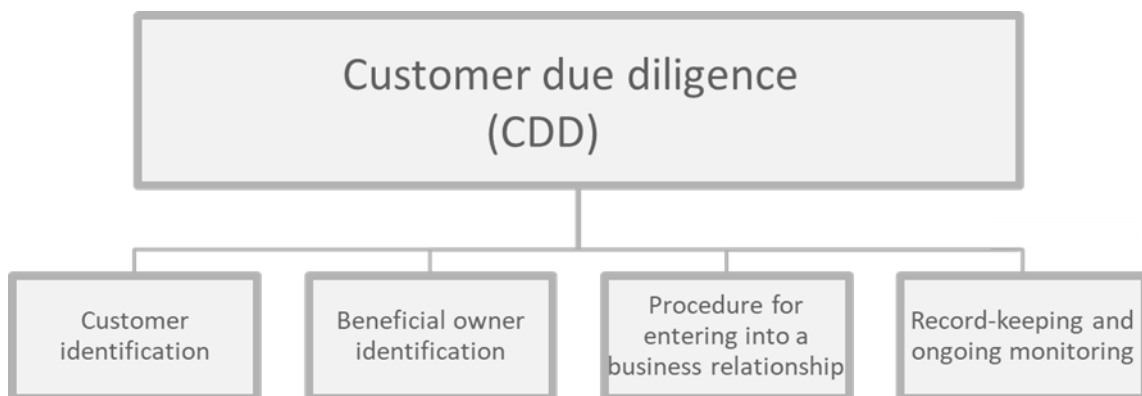 Customer due diligence
(CDD)
Customer
identification
Beneficial owner
identification
Procedure for
entering into a
business relationship
Record-keeping and
ongoing monitoring